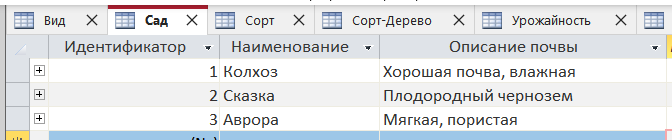 Вид Сад Сорт Сорт-Дерево Урожайность
Идентификатор Наименование Описание почвы
1 Колхоз Хорошая почва, влажная
2 Сказка Плодородный чернозем
3 Аврора Мягкая, пористая